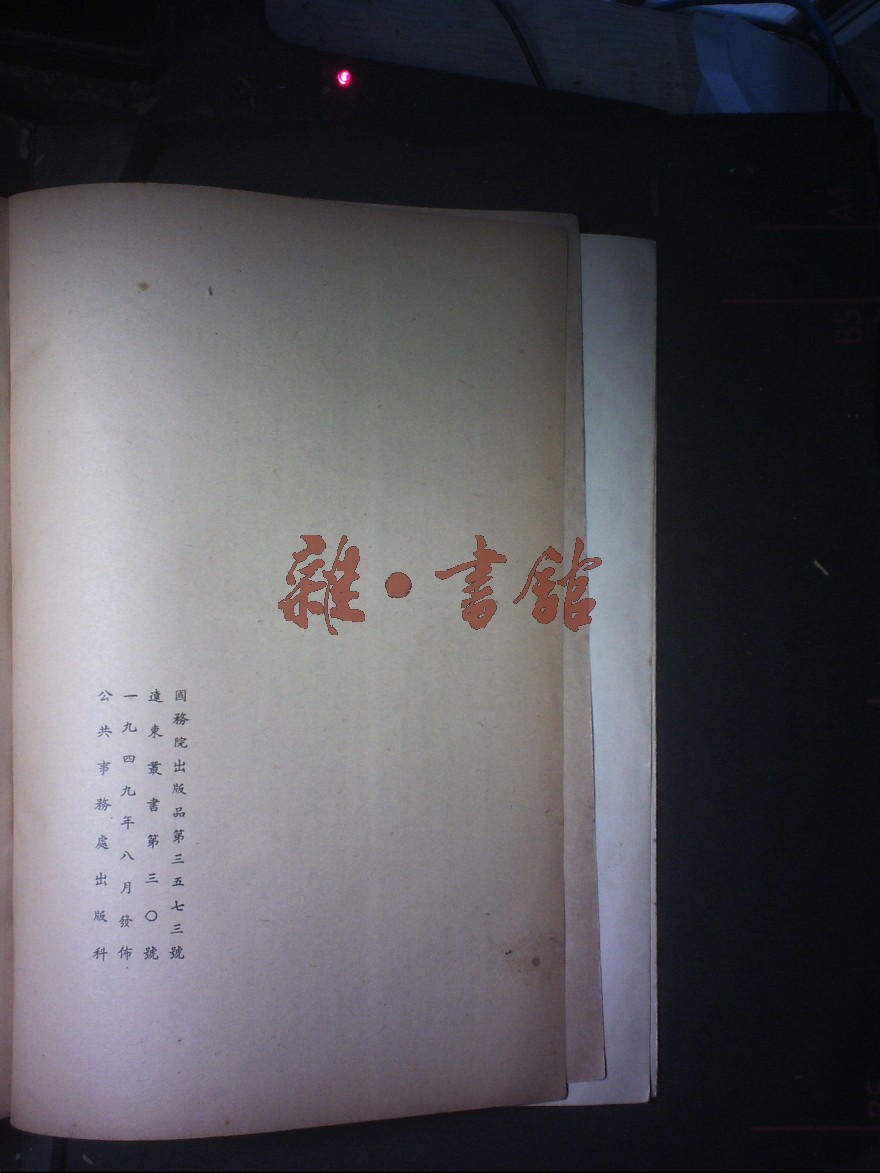 國務院出版品第三五七三號
遠東叢書第三〇號
一九四九年八月發佈
公共事務處出版科
雜•書館
A4
B5